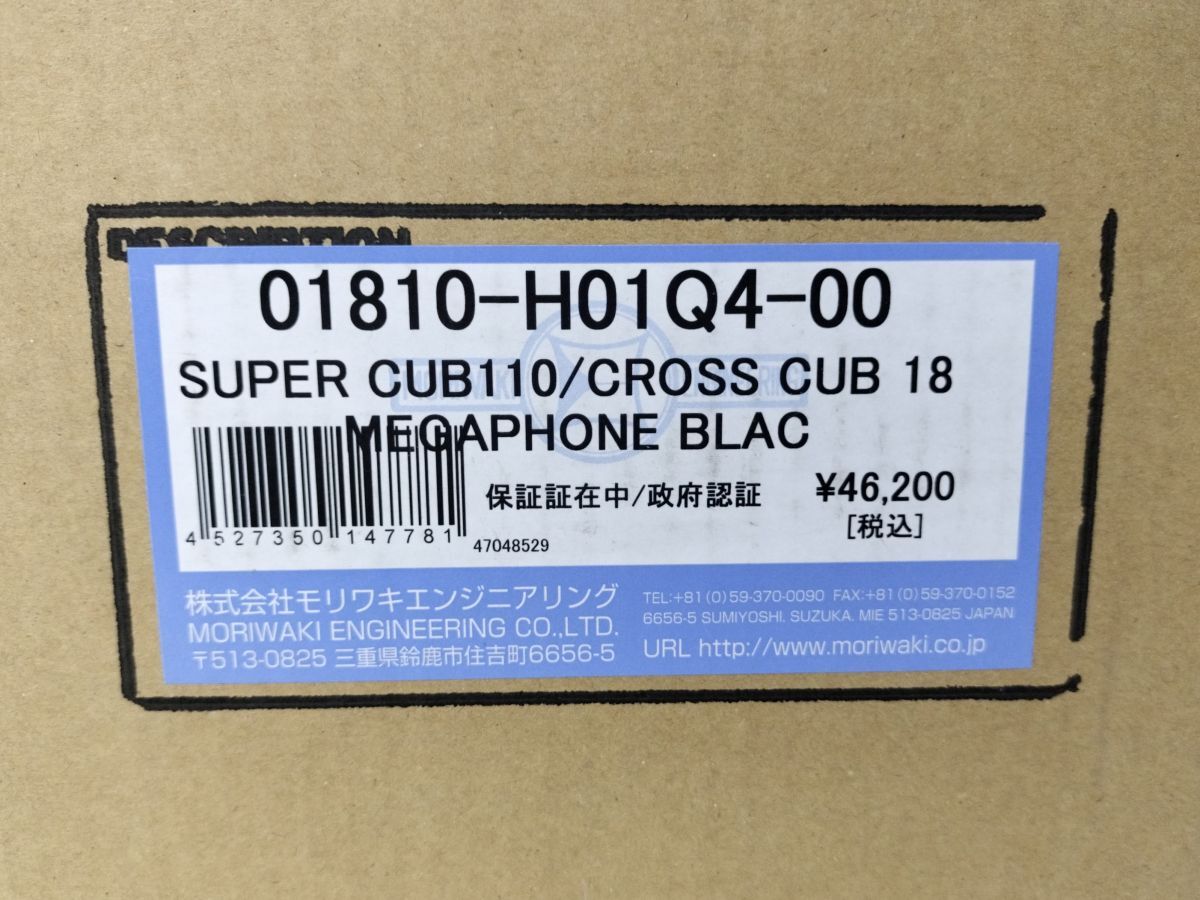 DESCRIPTION
01810-H01Q4-00
SUPER CUB110/CROSS CUB 18
MEGAPHONE BLAC
保証証在中/政府認証
¥46,200
[税込]
4 527350 147781
47048529
MORIWAKI ENGINEERING
株式会社モリワキエンジニアリング
MORIWAKI ENGINEERING CO.,LTD.
〒513-0825 三重県鈴鹿市住吉町6656-5
TEL:+81(0)59-370-0090 FAX:+81(0)59-370-0152
6656-5 SUMIYOSHI, SUZUKA, MIE 513-0825 JAPAN
URL http://www.moriwaki.co.jp